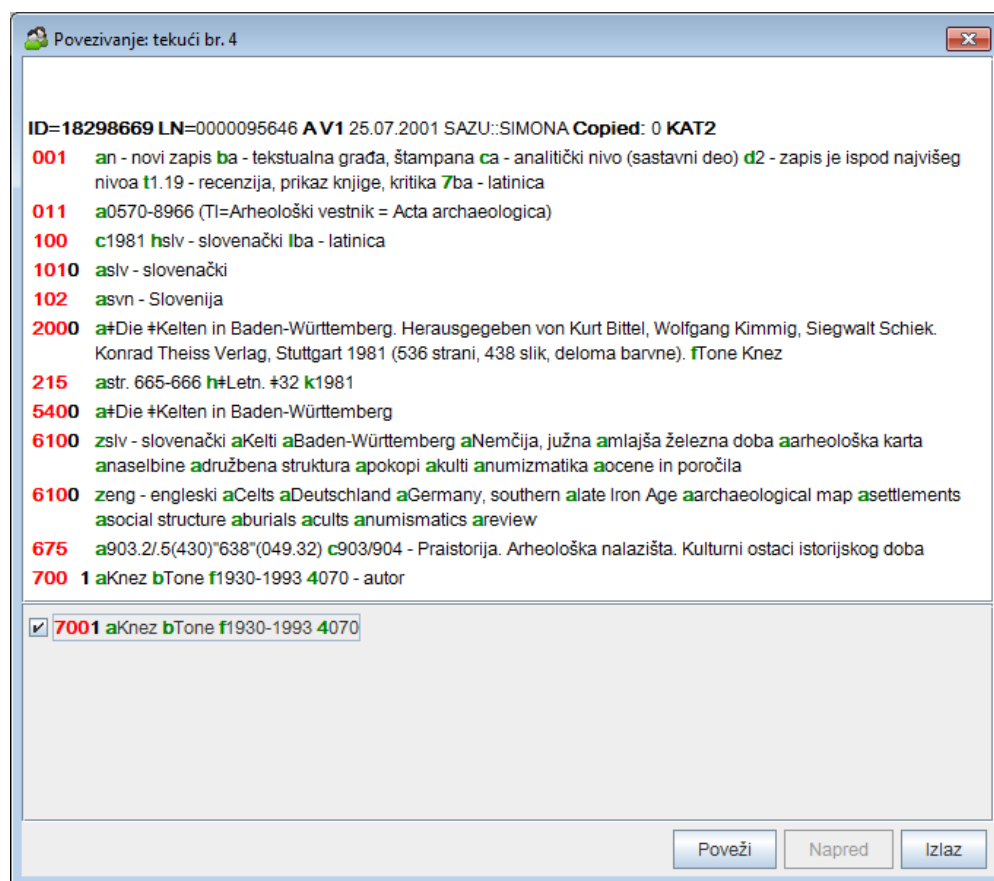 Povezivanje: tekući br. 4
ID=18298669 LN=0000095646 A V1 25.07.2001 SAZU::SIMONA Copied: 0 KAT2
001 an - novi zapis ba - tekstualna građa, štampana ca - analitički nivo (sastavni deo) d2 - zapis je ispod najvišeg
nivoa t1.19 - recenzija, prikaz knjige, kritika 7ba - latinica
011 a0570-8966 (TI=Arheološki vestnik = Acta archaeologica)
100 c1981 hslv - slovenački lba - latinica
1010 aslv - slovenački
102 asvn - Slovenija
2000 a‡Die ‡Kelten in Baden-Württemberg. Herausgegeben von Kurt Bittel, Wolfgang Kimmig, Siegwalt Schiek.
Konrad Theiss Verlag, Stuttgart 1981 (536 strani, 438 slik, deloma barvne). fTone Knez
215 astr. 665-666 h‡Letn. ‡32 k1981
5400 a‡Die ‡Kelten in Baden-Württemberg
6100 zslv - slovenački aKelti aBaden-Württemberg aNemčija, južna amlajša železna doba aarheološka karta
anaselbine adružbena struktura apokopi akulti anumizmatika aocene in poročila
6100 zeng - engleski aCelts aDeutschland aGermany, southern alate Iron Age aarchaeological map asettlements
asocial structure aburials acults anumismatics areview
675 a903.2/.5(430)"638"(049.32) c903/904 - Praistorija. Arheološka nalazišta. Kulturni ostaci istorijskog doba
700 1 aKnez bTone f1930-1993 4070 - autor
7001 aKnez bTone f1930-1993 4070
Poveži Napred Izlaz